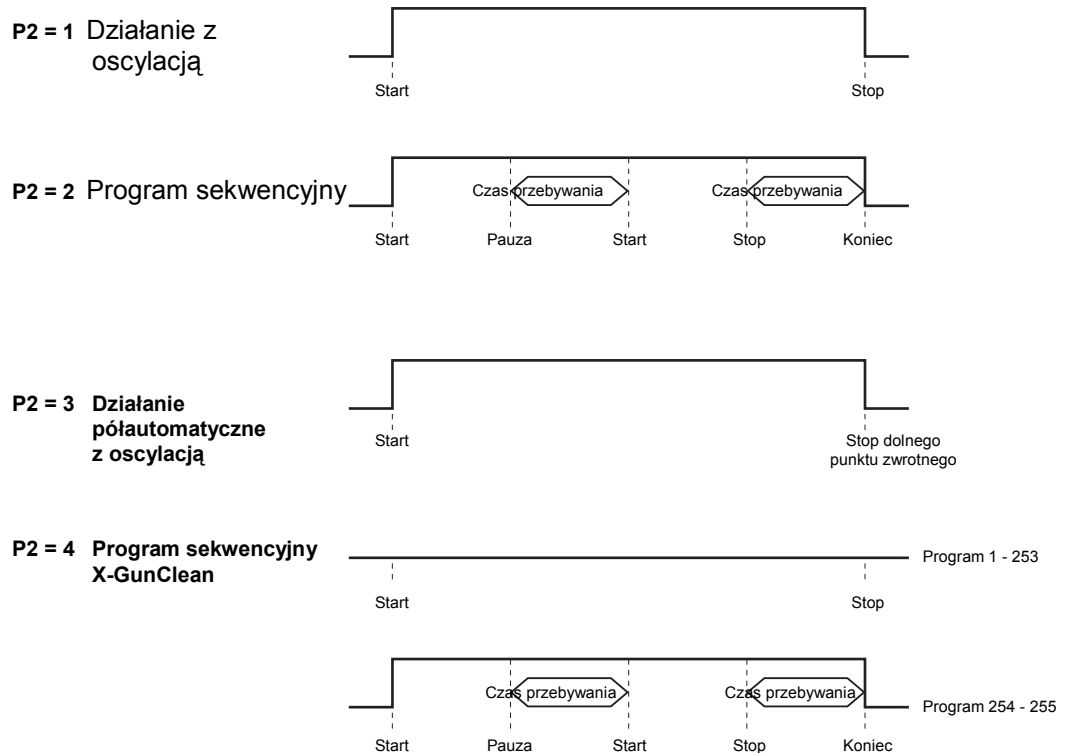 P2 = 1 Działanie z
oscylacją
Start
Stop
P2 = 2 Program sekwencyjny
Czas przebywania
Czas przebywania
Start
Pauza
Start
Stop
Koniec
P2 = 3 Działanie
półautomatyczne
z oscylacją
Start
Stop dolnego
punktu zwrotnego
P2 = 4 Program sekwencyjny
X-GunClean
Program 1 - 253
Start
Stop
Czas przebywania
Czas przebywania
Program 254 - 255
Start
Pauza
Start
Stop
Koniec